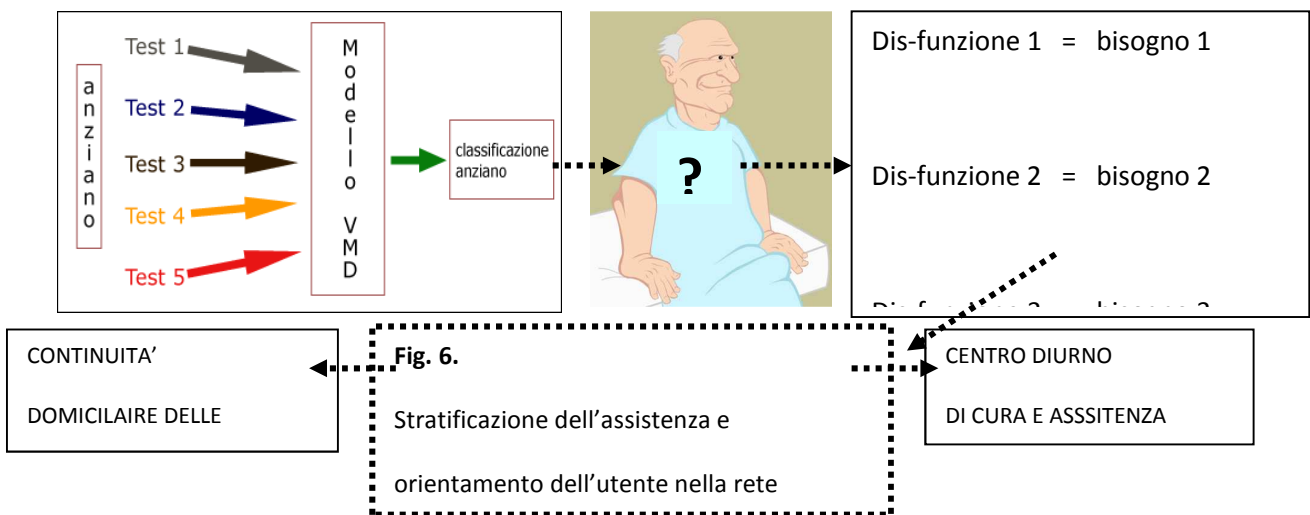 anziano
Test 1
Test 2
Test 3
Test 4
Test 5
Modello VMD
classificazione
anziano
?
Dis-funzione 1 = bisogno 1
Dis-funzione 2 = bisogno 2
CONTINUITA’
DOMICILAIRE DELLE
Fig. 6.
Stratificazione dell’assistenza e
orientamento dell’utente nella rete
CENTRO DIURNO
DI CURA E ASSSITENZA